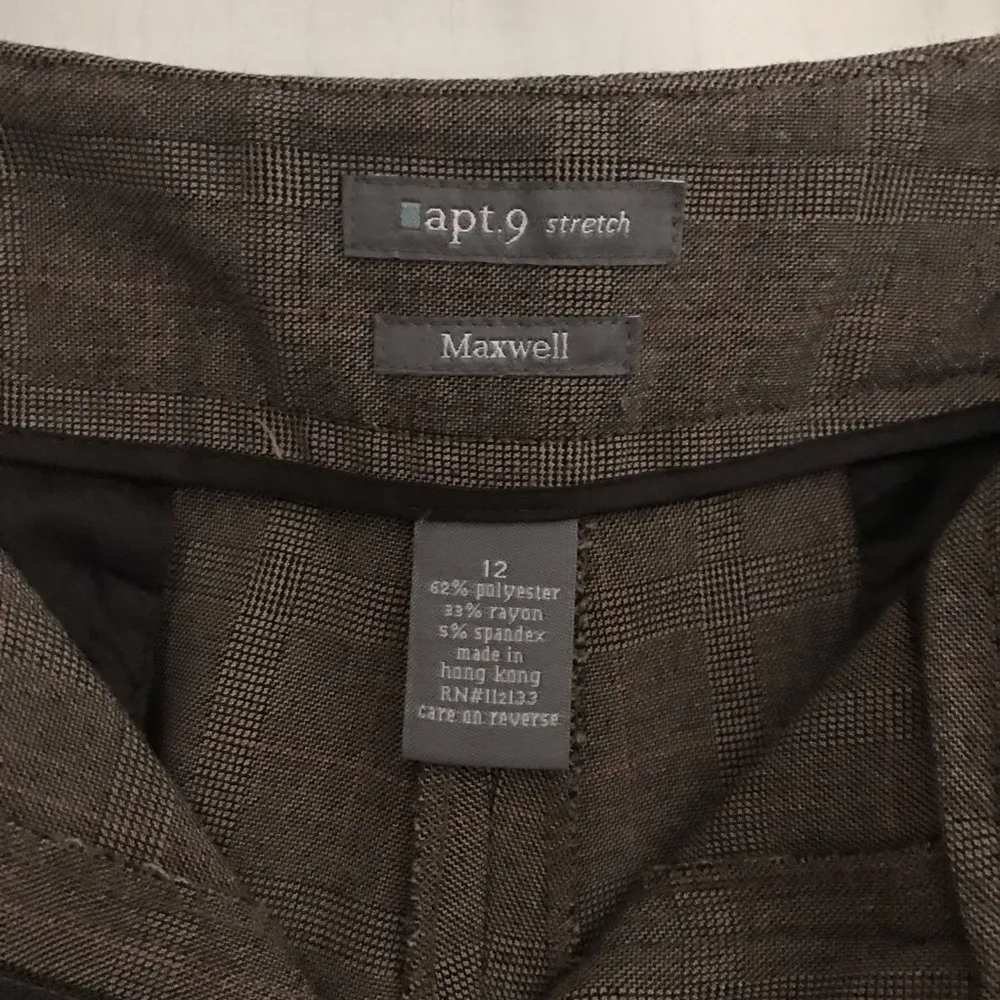 apt.9 stretch
Maxwell
12
62% polyester
33% rayon
5% spandex
made in
hong kong
RN#112133
care on reverse